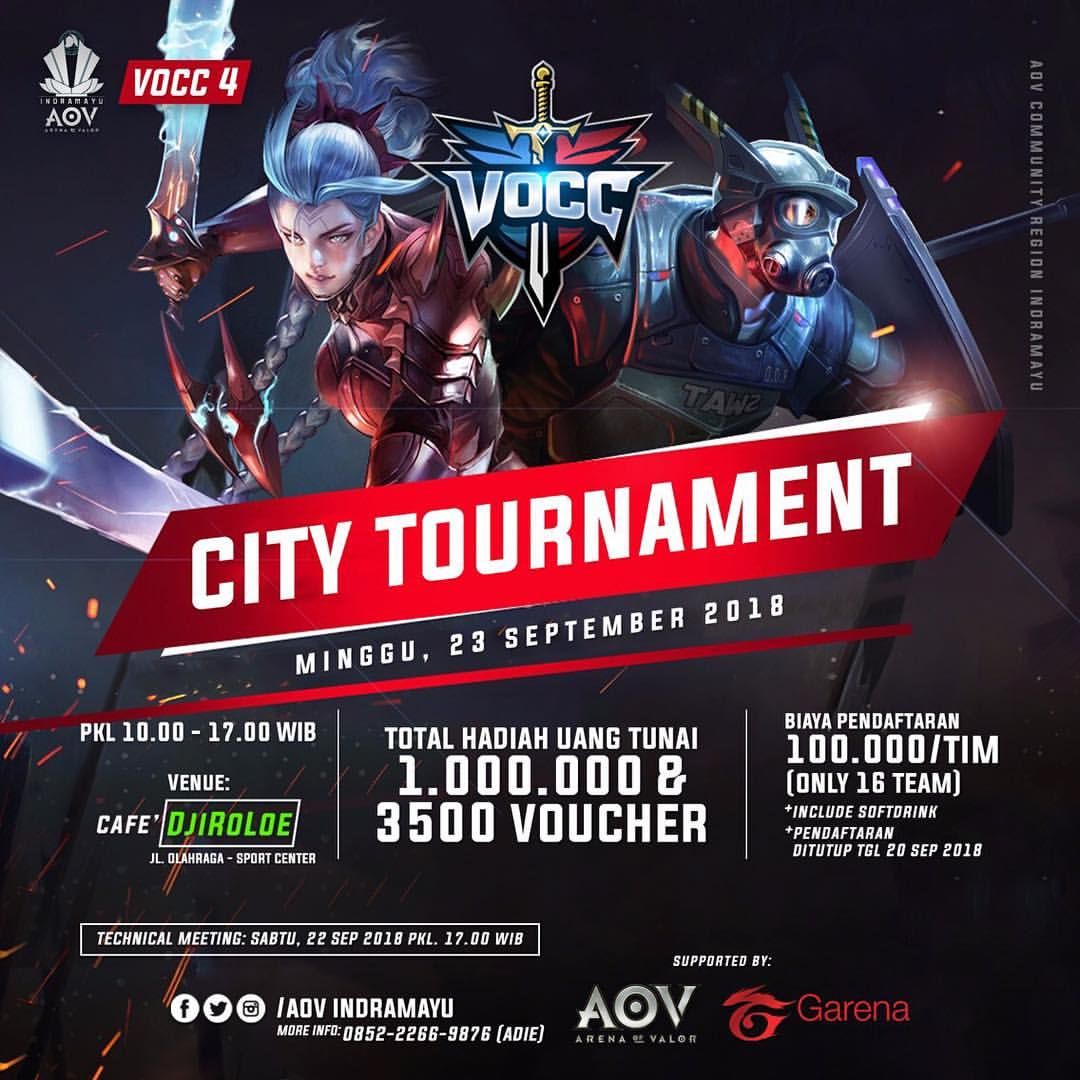 INDRAMAYU
AOV
ARENA OF VALOR
VOCC 4
VOCC
AOV COMMUNITY REGION INDRAMAYU
TAW2
CITY TOURNAMENT
MINGGU, 23 SEPTEMBER 2018
PKL 10.00 - 17.00 WIB
VENUE:
CAFE' DJIROLOE
JL. OLAHRAGA - SPORT CENTER
TOTAL HADIAH UANG TUNAI
1.000.000 &
3500 VOUCHER
BIAYA PENDAFTARAN
100.000/TIM
(ONLY 16 TEAM)
+INCLUDE SOFTDRINK
+PENDAFTARAN
DITUTUP TGL 20 SEP 2018
TECHNICAL MEETING: SABTU, 22 SEP 2018 PKL. 17.00 WIB
/AOV INDRAMAYU
MORE INFO: 0852-2266-9876 (ADIE)
SUPPORTED BY:
AOV
ARENA OF VALOR
Garena